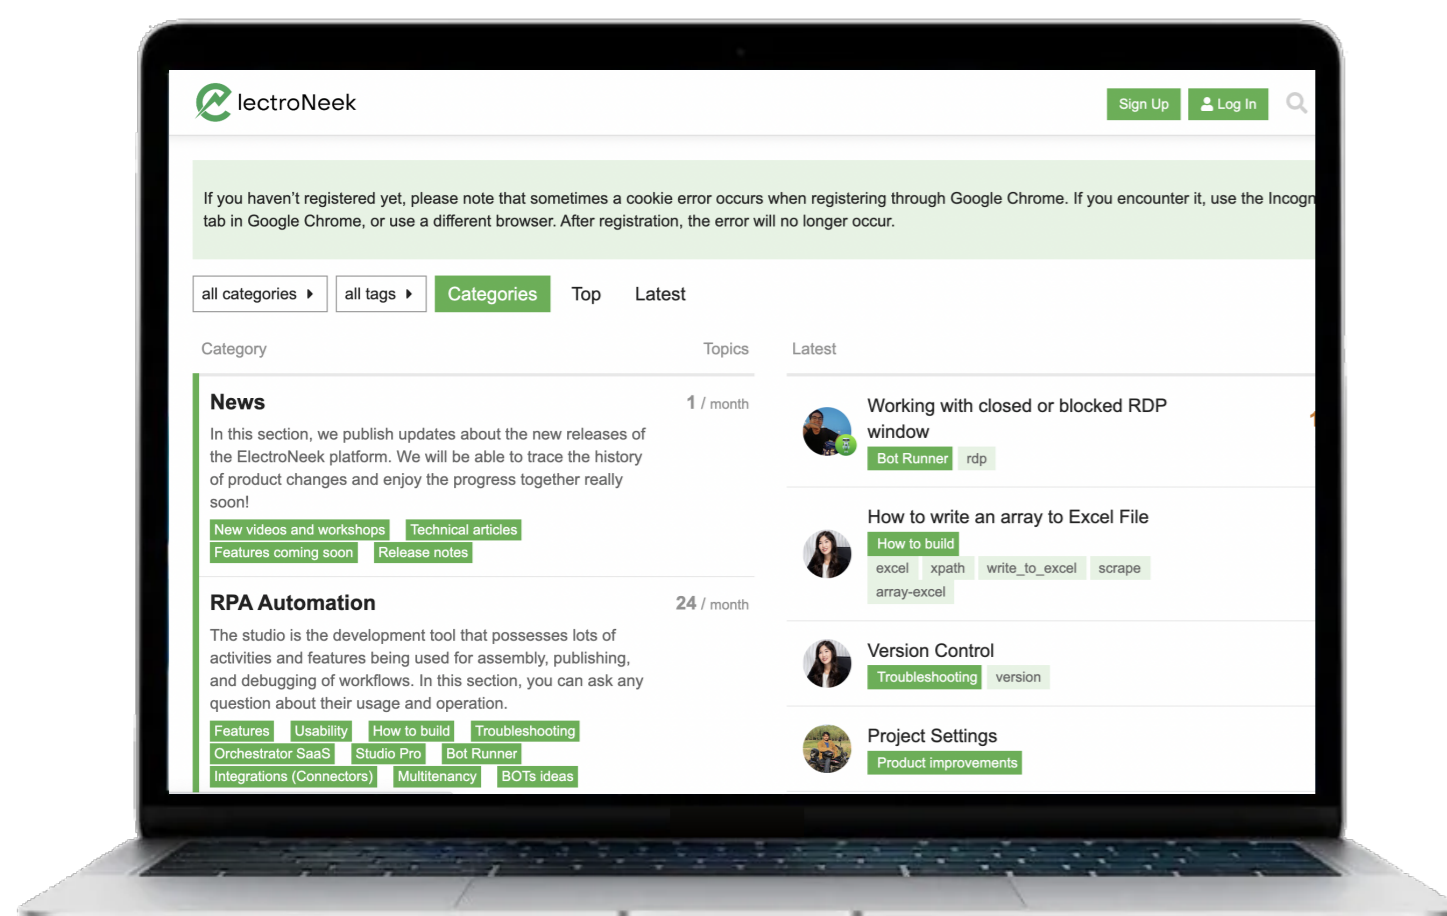 lectroNeek
Sign Up
Log In
If you haven't registered yet, please note that sometimes a cookie error occurs when registering through Google Chrome. If you encounter it, use the Incogn
tab in Google Chrome, or use a different browser. After registration, the error will no longer occur.
all categories
all tags
Categories
Top
Latest
Category
Topics
News
1 / month
In this section, we publish updates about the new releases of
the ElectroNeek platform. We will be able to trace the history
of product changes and enjoy the progress together really
soon!
New videos and workshops
Technical articles
Features coming soon
Release notes
RPA Automation
24 / month
The studio is the development tool that possesses lots of
activities and features being used for assembly, publishing,
and debugging of workflows. In this section, you can ask any
question about their usage and operation.
Features
Usability
How to build
Troubleshooting
Orchestrator SaaS
Studio Pro
Bot Runner
Integrations (Connectors)
Multitenancy
BOTs ideas
Latest
Working with closed or blocked RDP
window
Bot Runner
rdp
How to write an array to Excel File
How to build
excel
xpath
write_to_excel
scrape
array-excel
Version Control
Troubleshooting
version
Project Settings
Product improvements